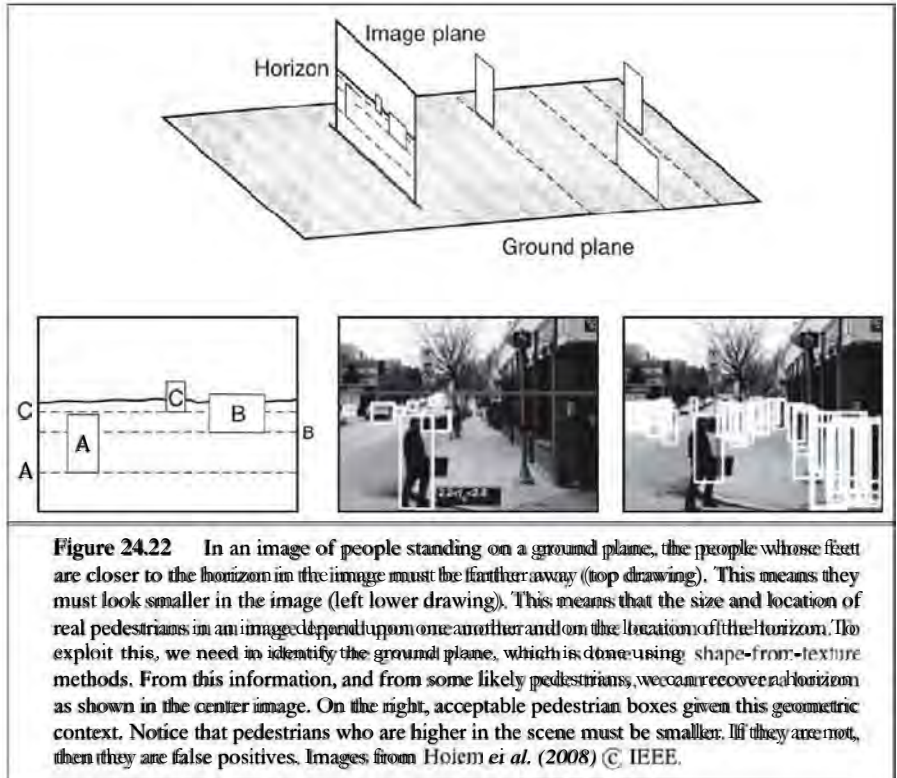 Image plane
Horizon
Ground plane
C
C
B
B
A
A
Figure 24.22 In an image of people standing on a ground plane, the people whose feet
are closer to the horizon in the image must be farther away (top drawing). This means they
must look smaller in the image (left lower drawing). This means that the size and location of
real pedestrians in an image depend upon one another and on the location of the horizon. To
exploit this, we need to identify the ground plane, which is done using shape-from-texture
methods. From this information, and from some likely pedestrians, we can recover a horizon
as shown in the center image. On the right, acceptable pedestrian boxes given this geometric
context. Notice that pedestrians who are higher in the scene must be smaller. If they are not,
then they are false positives. Images from Hoiem et al. (2008) © IEEE.